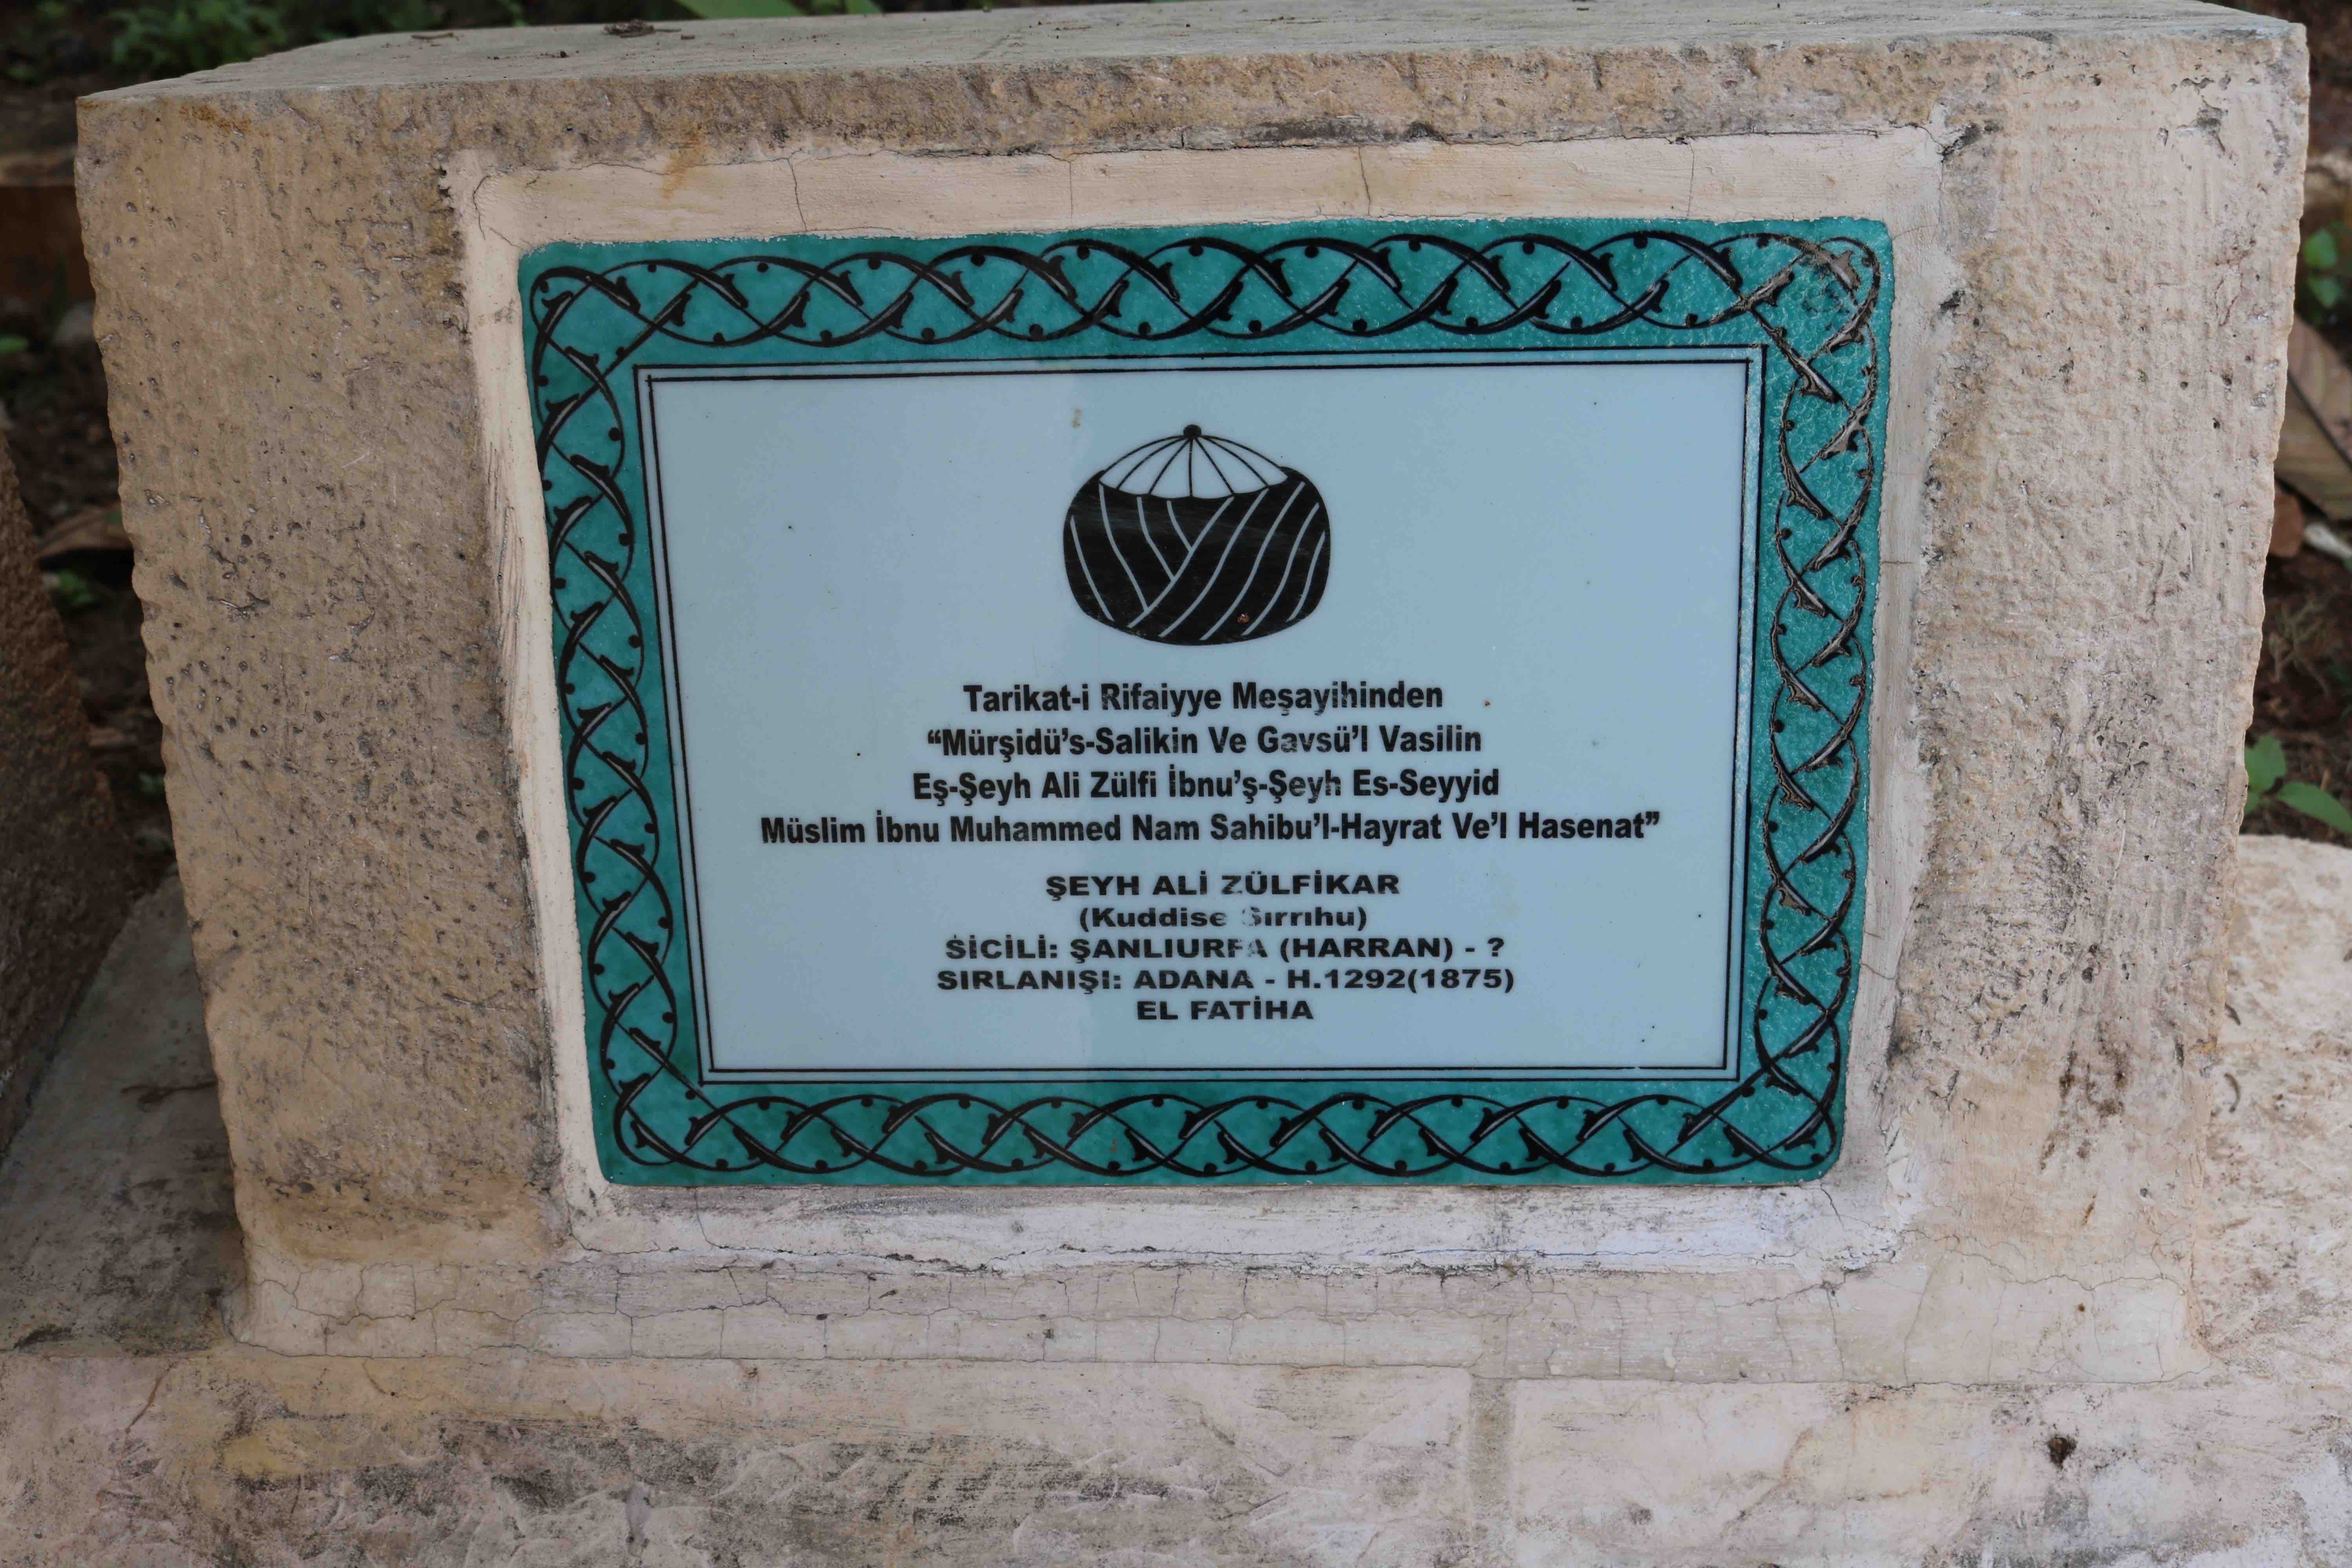 Tarikat-i Rifaiyye Meşayihinden
“Mürşidü’s-Salikin Ve Gavsü’l Vasilin
Eş-Şeyh Ali Zülfi İbnu’ş-Şeyh Es-Seyyid
Müslim İbnu Muhammed Nam Sahibu’l-Hayrat Ve’l Hasenat”
ŞEYH ALİ ZÜLFİKAR
(Kuddise Sırrıhu)
SİCİLİ: ŞANLIURFA (HARRAN) - ?
SIRLANIŞI: ADANA - H.1292(1875)
EL FATİHA